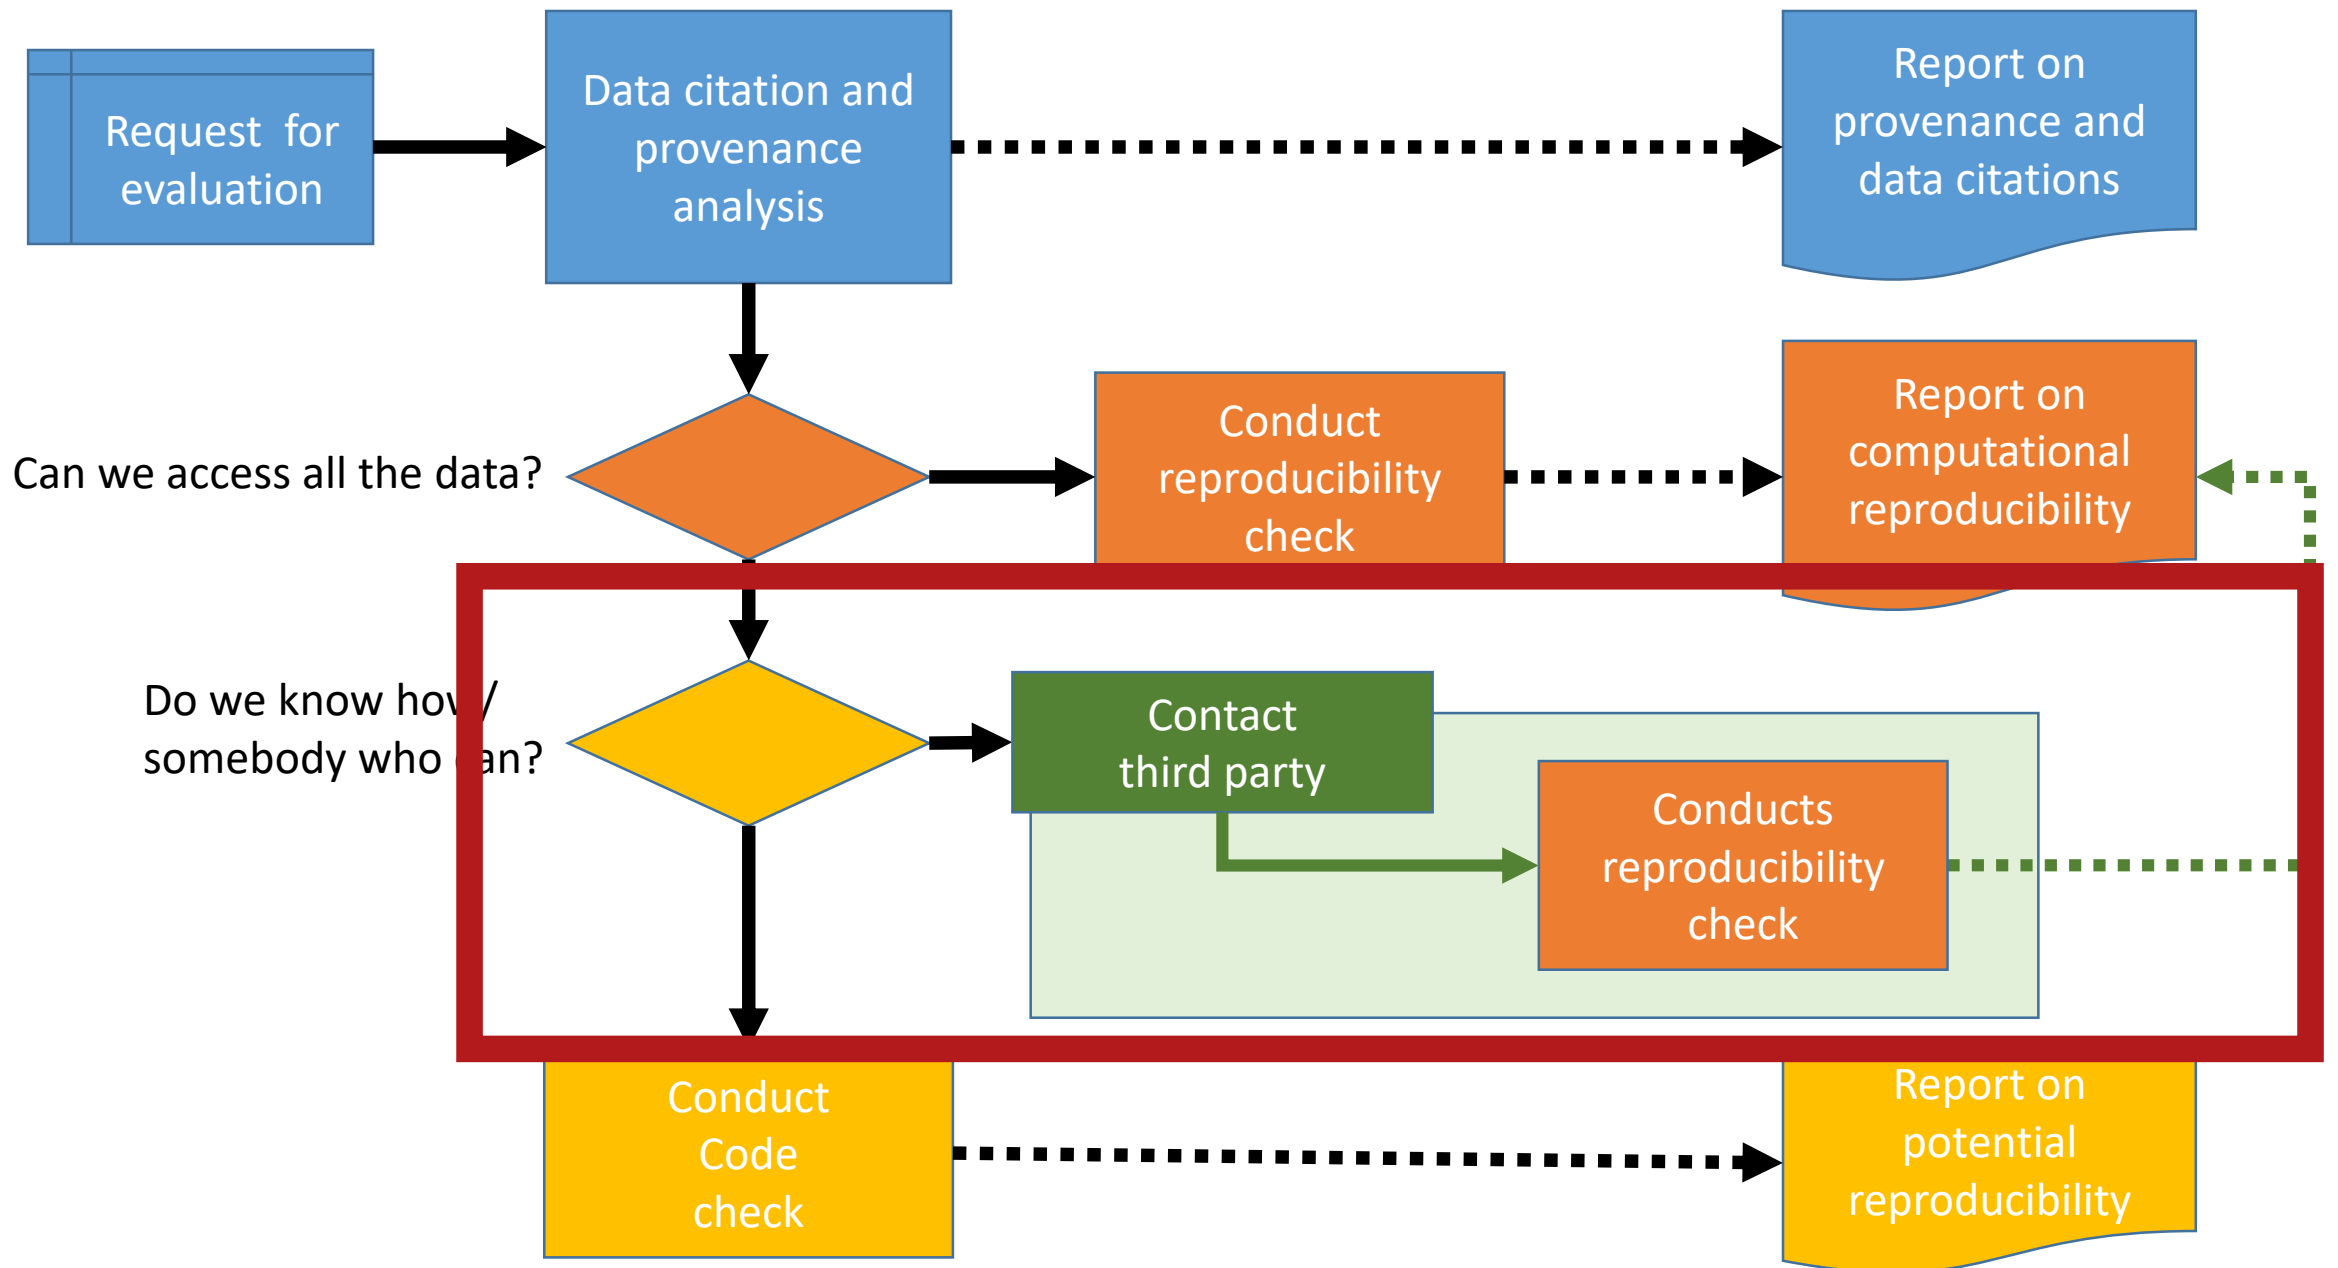 Request for
evaluation
Data citation and
provenance
analysis
Report on
provenance and
data citations
Can we access all the data?
Conduct
reproducibility
check
Report on
computational
reproducibility
Do we know how/
somebody who can?
Contact
third party
Conducts
reproducibility
check
Conduct
Code
check
Report on
potential
reproducibility